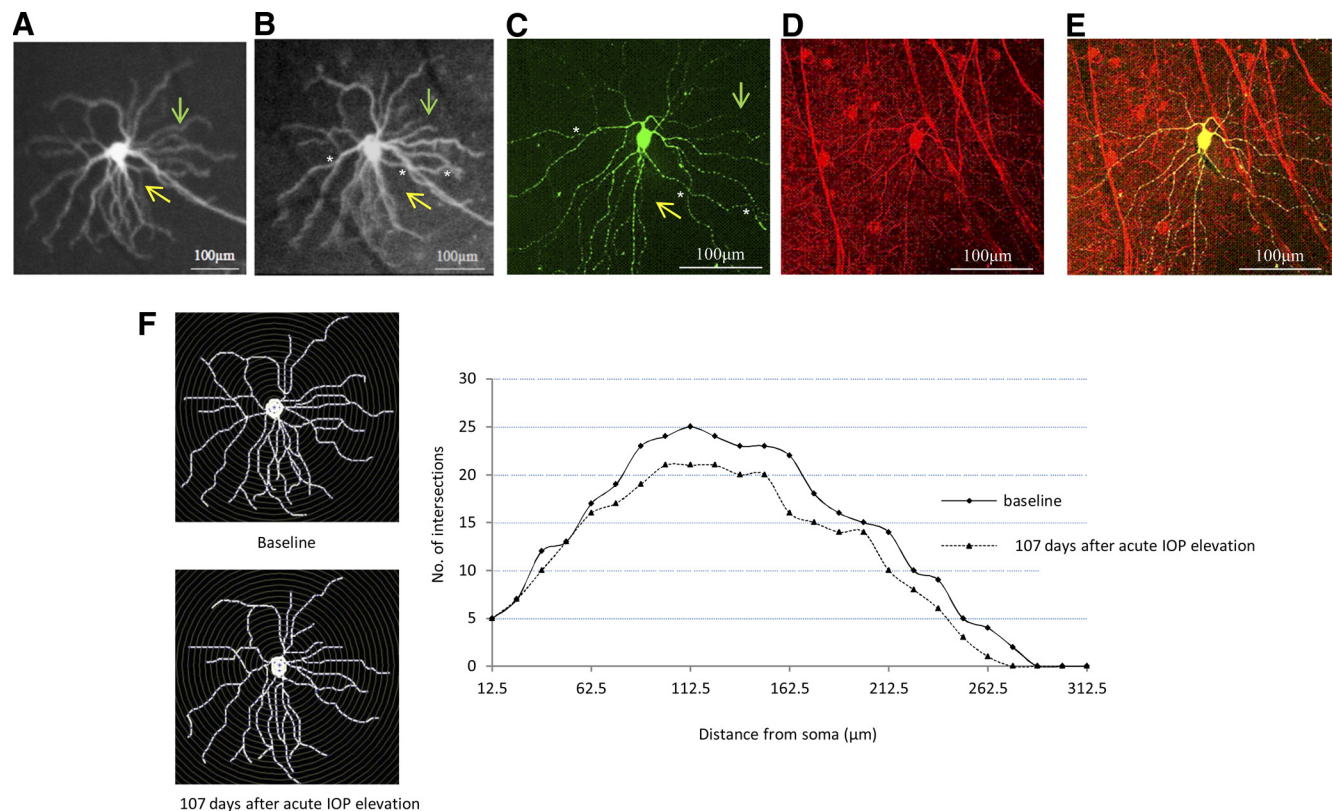 A
B
C
D
E
* * *
* * *
100μm
100μm
100μm
100μm
100μm
F
Baseline
107 days after acute IOP elevation
No. of intersections
30
25
20
15
10
5
0
baseline
107 days after acute IOP elevation
12.5 62.5 112.5 162.5 212.5 262.5 312.5
Distance from soma (μm)